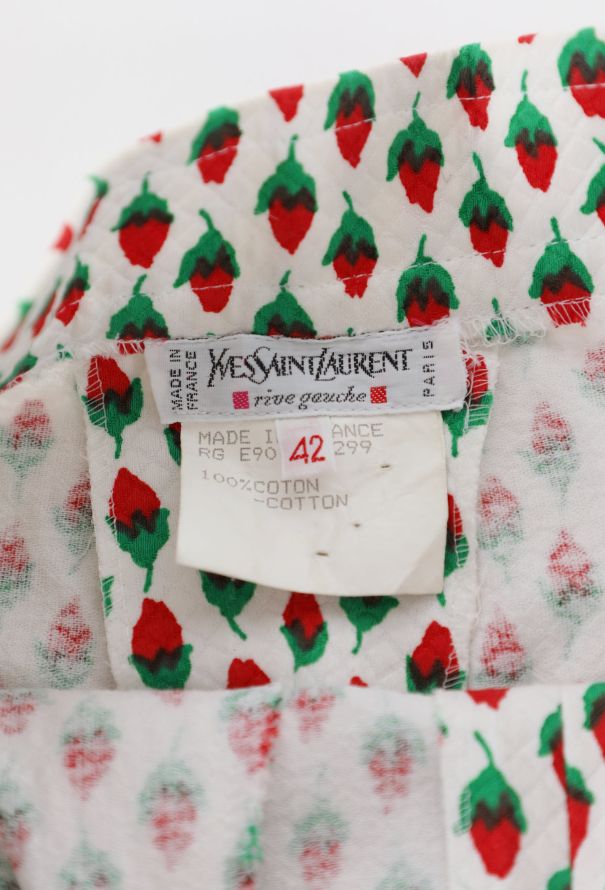 MADE IN
FRANCE
YVESSAINTLAURENT
PARIS
rive gauche
MADE I ANCE
RG E90 299
42
100%COTON
-COTTON